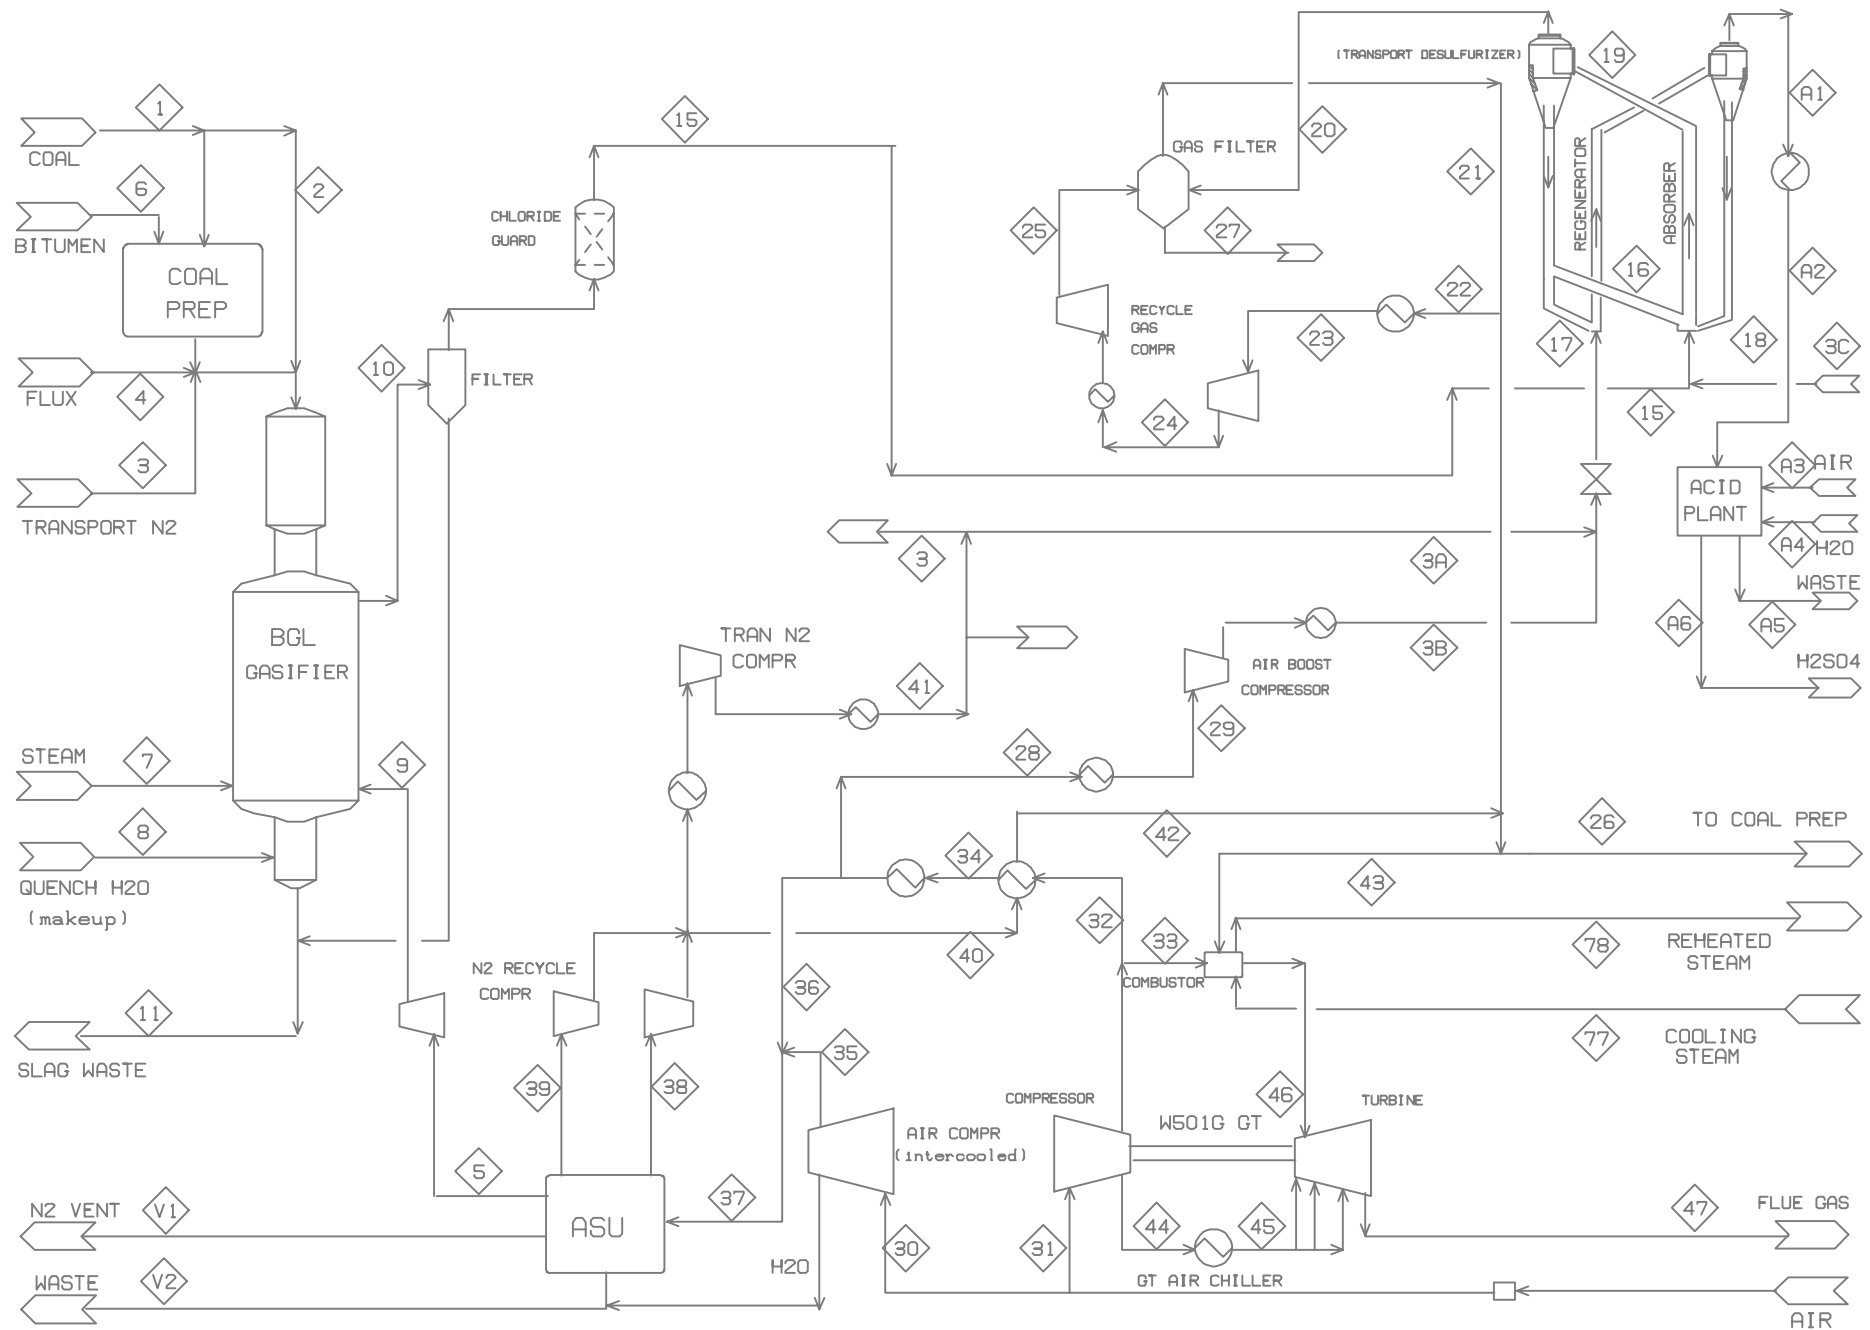 (TRANSPORT DESULFURIZER)
19
A1
1
15
20
GAS FILTER
COAL
6
2
21
REGENERATOR
ABSORBER
BITUMEN
CHLORIDE
GUARD
25
27
COAL
PREP
16
A2
22
RECYCLE
GAS
COMPR
23
17
18
3C
10
FILTER
FLUX
4
24
15
3
A3
AIR
ACID
PLANT
TRANSPORT N2
3
3A
A4
H2O
WASTE
BGL
GASIFIER
TRAN N2
COMPR
3B
A6
A5
H2SO4
41
AIR BOOST
COMPRESSOR
STEAM
7
9
28
29
8
42
26
TO COAL PREP
34
43
QUENCH H2O
(makeup)
32
33
40
78
REHEATED
STEAM
N2 RECYCLE
COMPR
COMBUSTOR
36
11
77
COOLING
STEAM
SLAG WASTE
35
39
38
46
COMPRESSOR
TURBINE
W501G GT
AIR COMPR
(intercooled)
5
37
N2 VENT
V1
ASU
47
FLUE GAS
44
45
30
31
H2O
WASTE
V2
GT AIR CHILLER
AIR